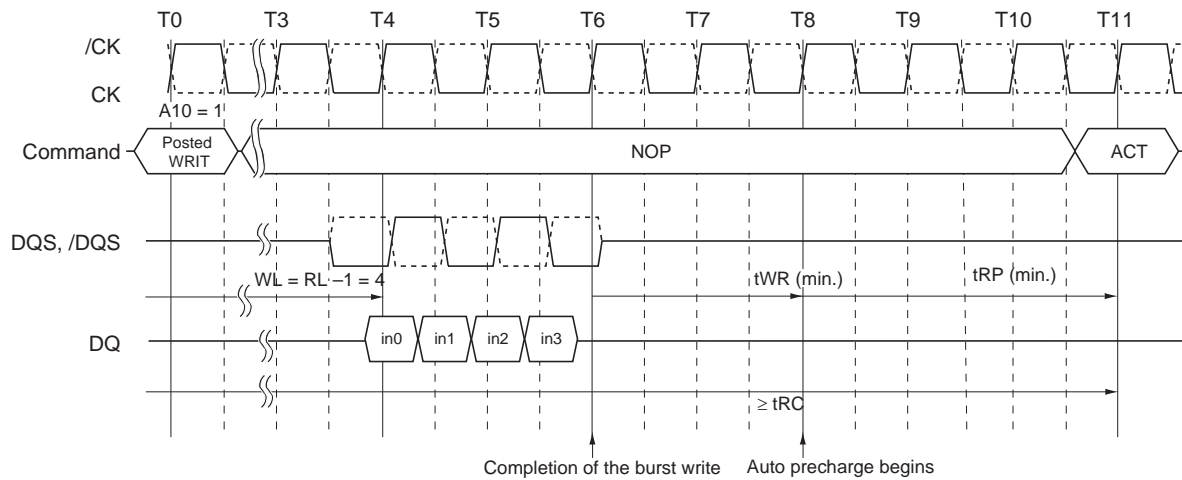 T0 T3 T4 T5 T6 T7 T8 T9 T10 T11
/CK
CK
A10 = 1
Command Posted WRIT NOP ACT
DQS, /DQS
WL = RL –1 = 4 tWR (min.) tRP (min.)
DQ in0 in1 in2 in3
≥ tRC
Completion of the burst write Auto precharge begins